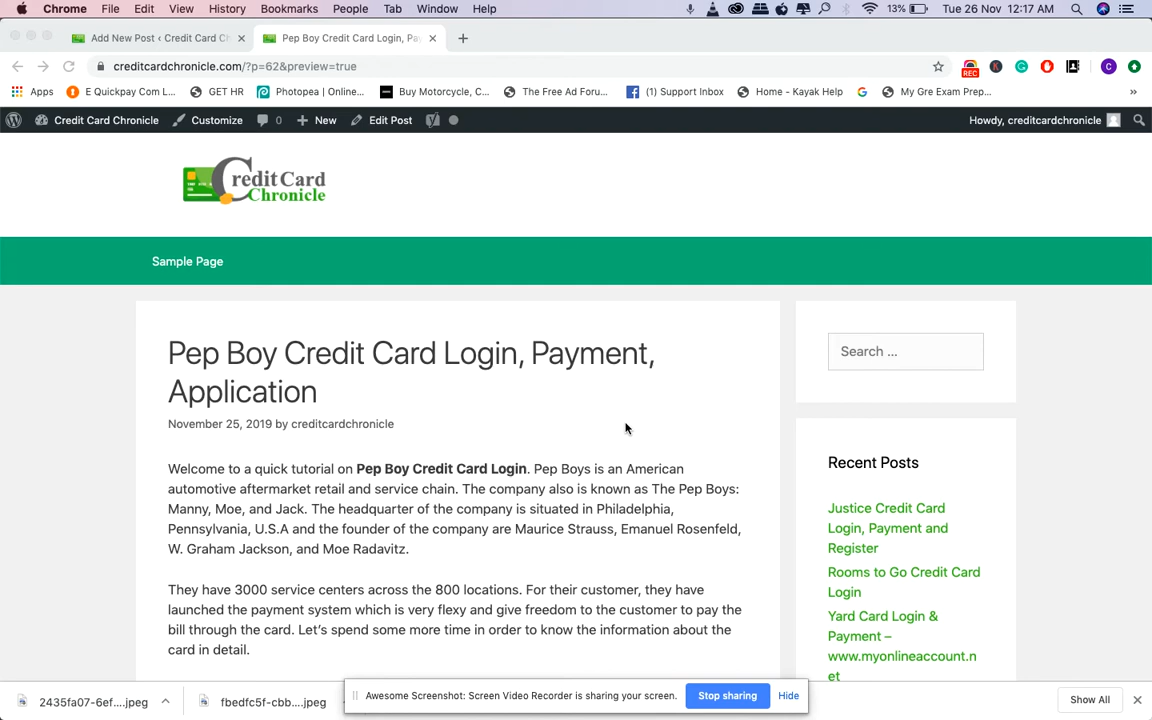 Chrome File Edit View History Bookmarks People Tab Window Help 13% Tue 26 Nov 12:17 AM
Add New Post ‹ Credit Card Ch × Pep Boy Credit Card Login, Pay × +
creditcardchronicle.com/?p=62&preview=true REC C
Apps E Quickpay Com L... GET HR Photopea | Online... Buy Motorcycle, C... The Free Ad Foru... (1) Support Inbox Home - Kayak Help My Gre Exam Prep... »
Credit Card Chronicle Customize 0 + New Edit Post Howdy, creditcardchronicle
Credit Card
Chronicle
Sample Page
Pep Boy Credit Card Login, Payment,
Application
November 25, 2019 by creditcardchronicle
Welcome to a quick tutorial on Pep Boy Credit Card Login. Pep Boys is an American
automotive aftermarket retail and service chain. The company also is known as The Pep Boys:
Manny, Moe, and Jack. The headquarter of the company is situated in Philadelphia,
Pennsylvania, U.S.A and the founder of the company are Maurice Strauss, Emanuel Rosenfeld,
W. Graham Jackson, and Moe Radavitz.
They have 3000 service centers across the 800 locations. For their customer, they have
launched the payment system which is very flexy and give freedom to the customer to pay the
bill through the card. Let's spend some more time in order to know the information about the
card in detail.
Search ...
Recent Posts
Justice Credit Card
Login, Payment and
Register
Rooms to Go Credit Card
Login
Yard Card Login &
Payment –
www.myonlineaccount.n
et
2435fa07-6ef....jpeg fbedfc5f-cbb....jpeg Awesome Screenshot: Screen Video Recorder is sharing your screen. Stop sharing Hide Show All